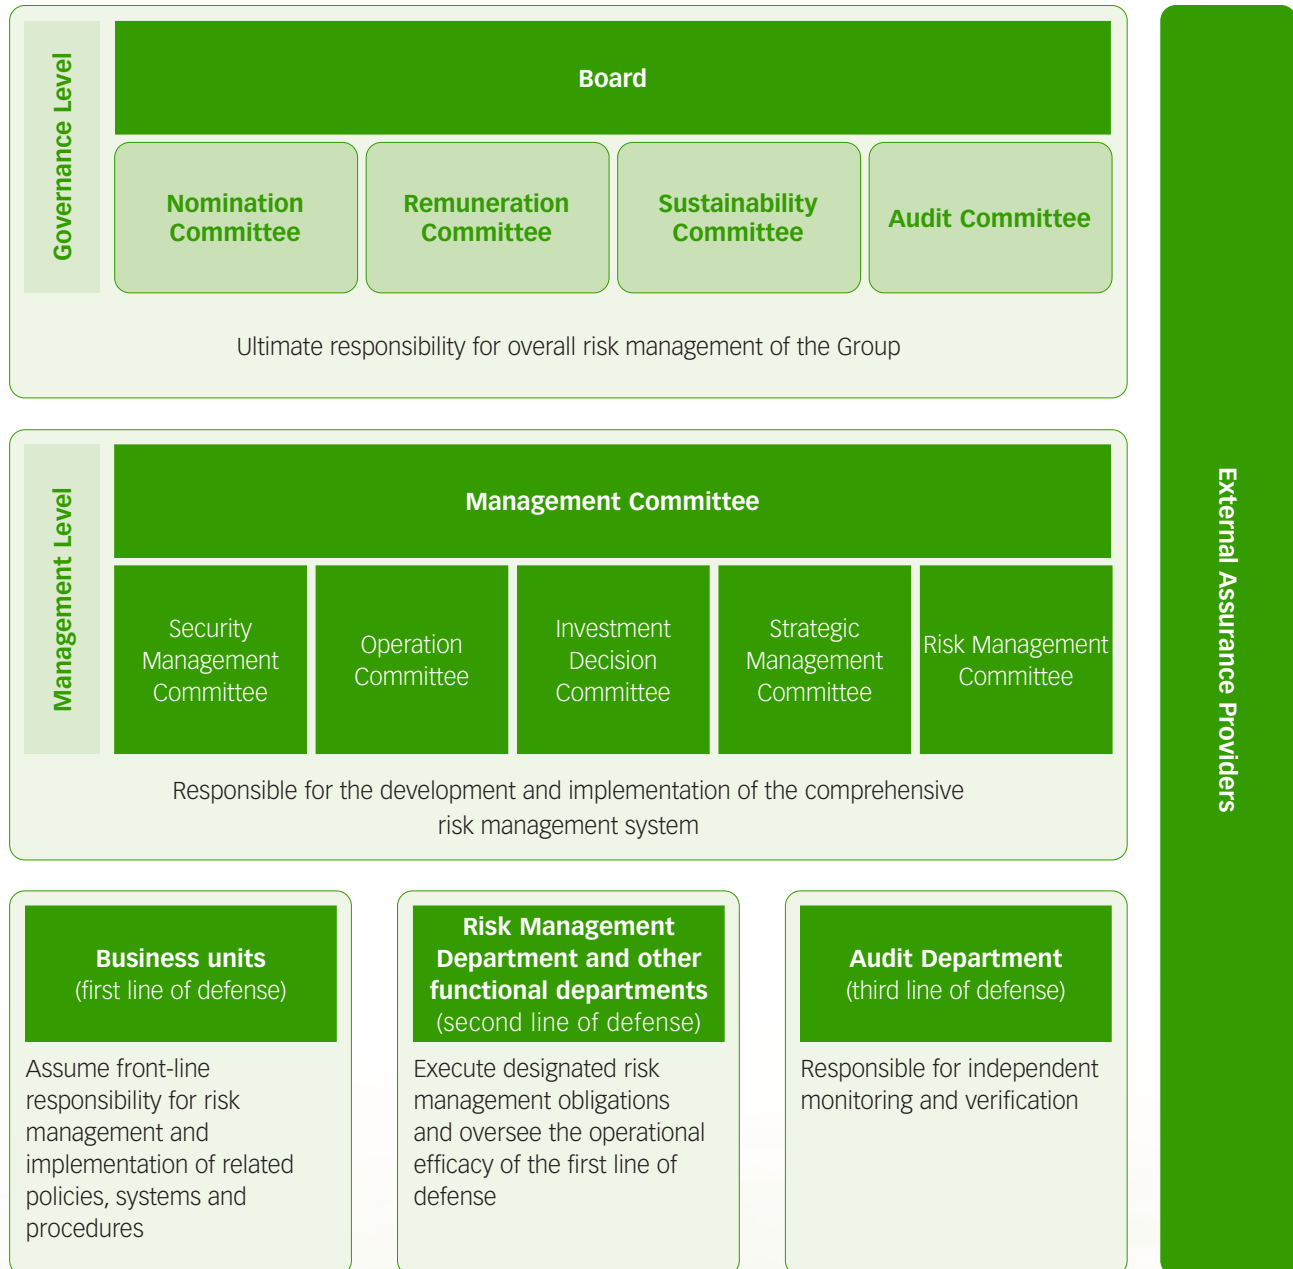 Governance Level
Board
Nomination
Committee
Remuneration
Committee
Sustainability
Committee
Audit Committee
Ultimate responsibility for overall risk management of the Group
Management Level
Management Committee
Security
Management
Committee
Operation
Committee
Investment
Decision
Committee
Strategic
Management
Committee
Risk Management
Committee
Responsible for the development and implementation of the comprehensive
risk management system
Business units
(first line of defense)
Assume front-line
responsibility for risk
management and
implementation of related
policies, systems and
procedures
Risk Management
Department and other
functional departments
(second line of defense)
Execute designated risk
management obligations
and oversee the operational
efficacy of the first line of
defense
Audit Department
(third line of defense)
Responsible for independent
monitoring and verification
External Assurance Providers